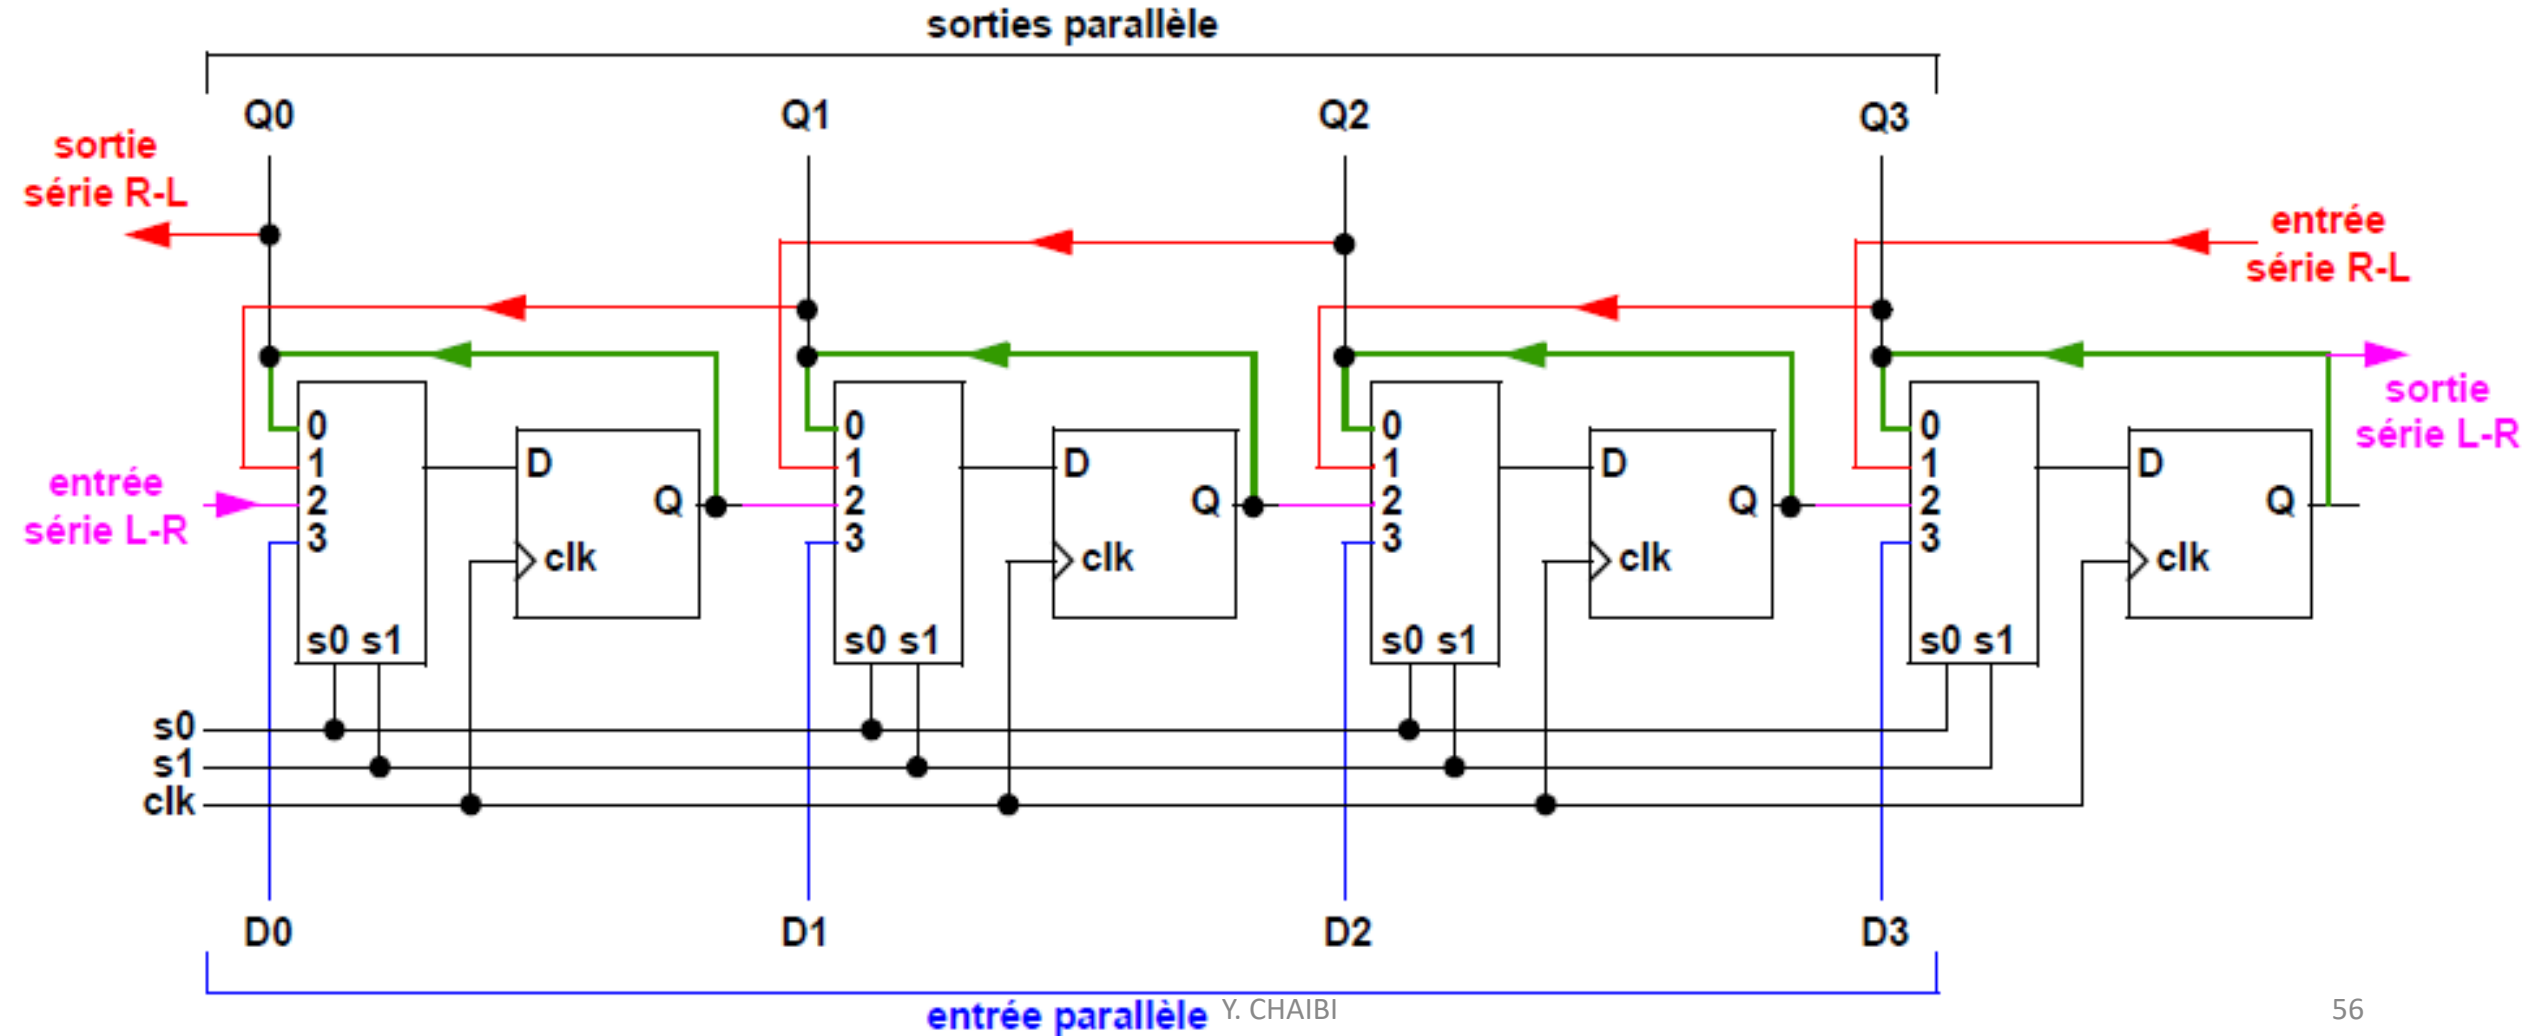 sorties parallèle
Q0 Q1 Q2 Q3
sortie
série R-L
entrée
série R-L
sortie
série L-R
entrée
série L-R
0
1
2
3
s0 s1
D
Q
clk
0
1
2
3
s0 s1
D
Q
clk
0
1
2
3
s0 s1
D
Q
clk
0
1
2
3
s0 s1
D
Q
clk
s0
s1
clk
D0 D1 D2 D3
entrée parallèle
Y. CHAIBI
56